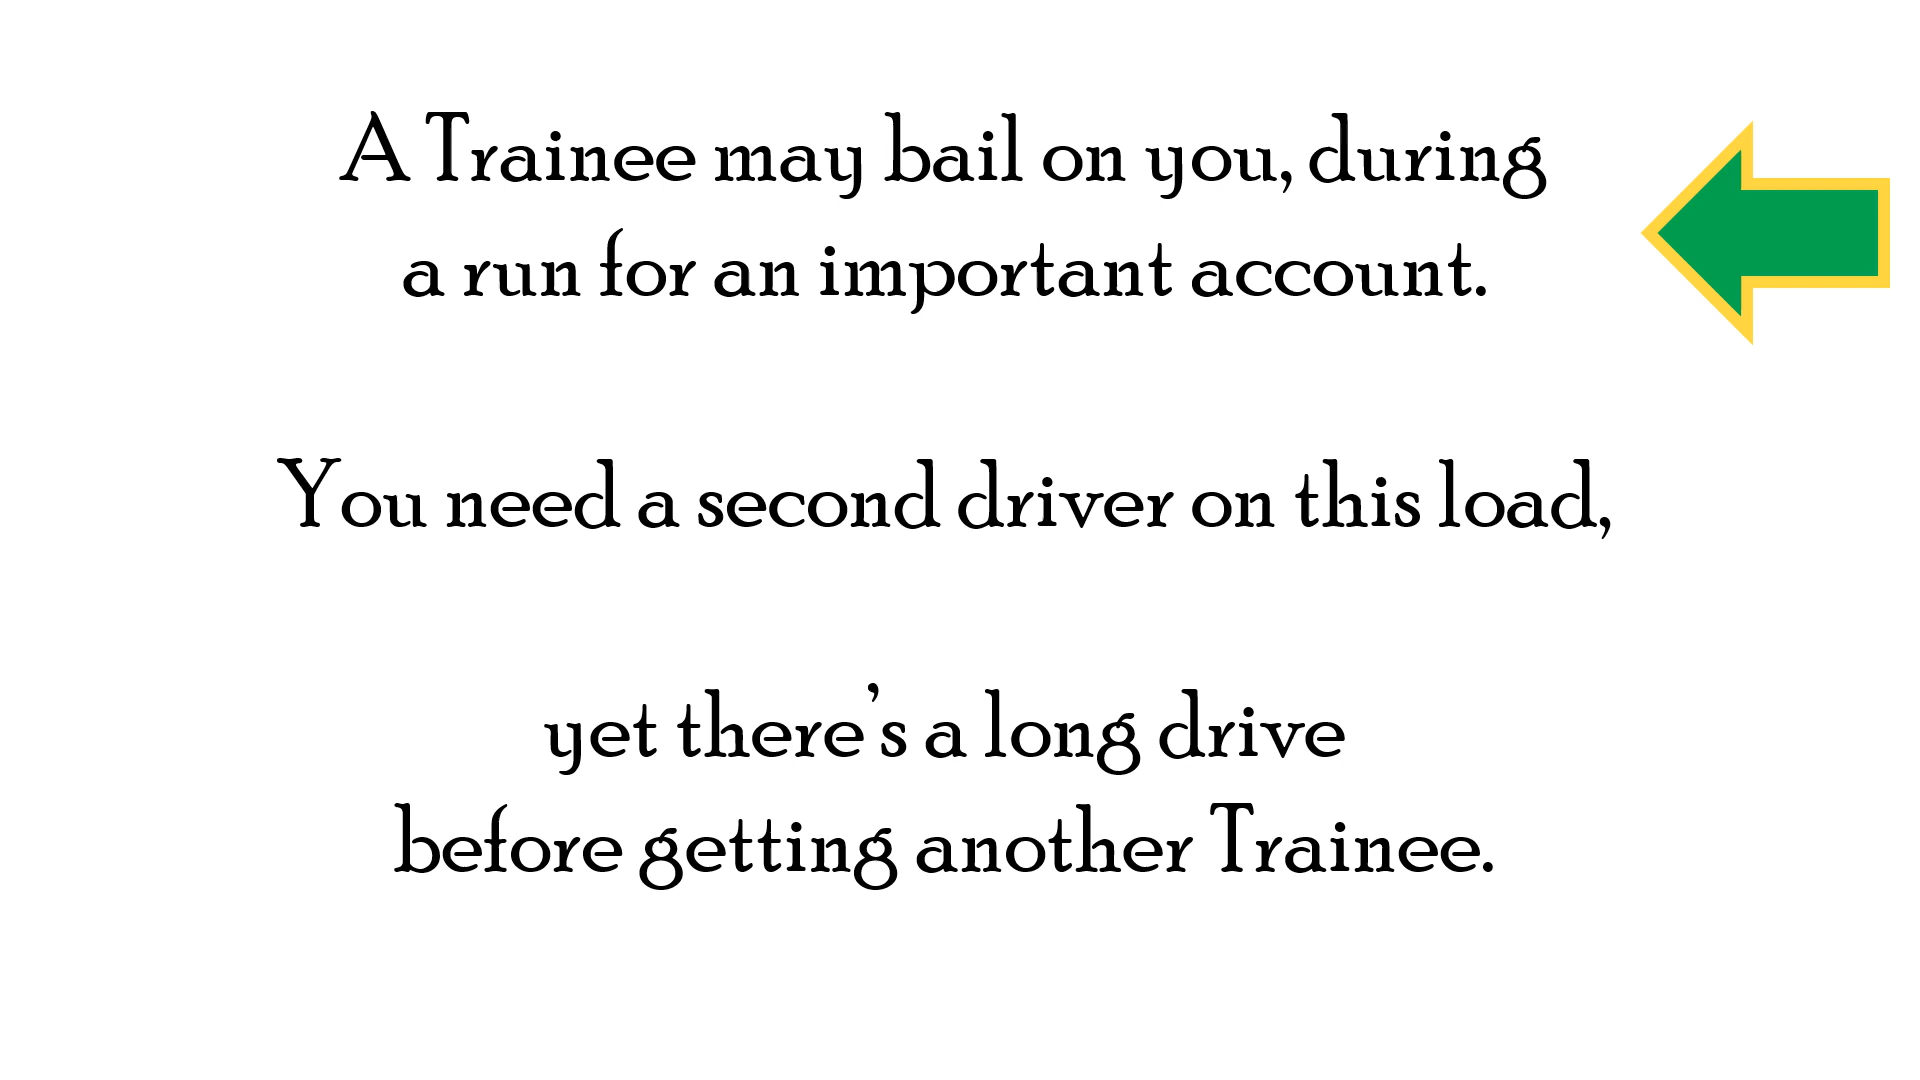 A Trainee may bail on you, during
a run for an important account.
You need a second driver on this load,
yet there’s a long drive
before getting another Trainee.